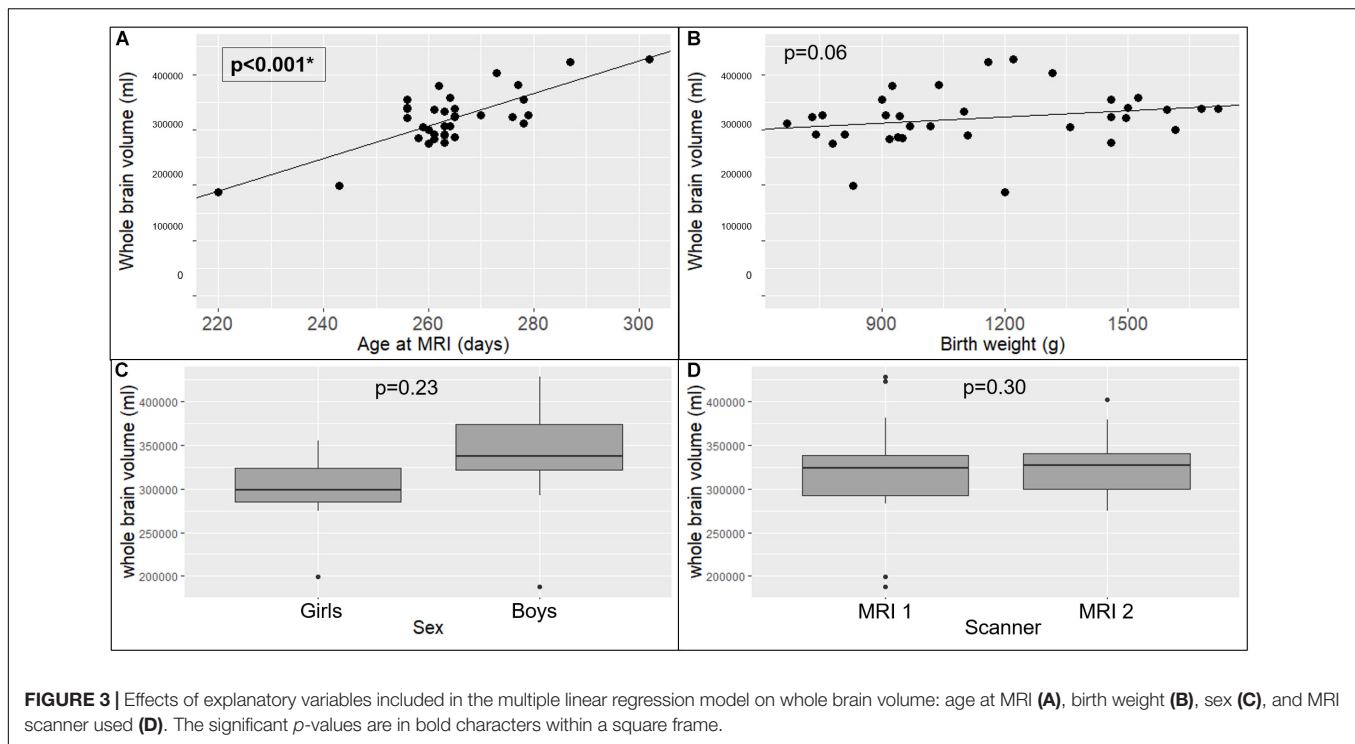 A
p<0.001*
Whole brain volume (ml)
400000
300000
200000
100000
0
220
240
260
280
300
Age at MRI (days)
B
p=0.06
Whole brain volume (ml)
400000
300000
200000
100000
0
900
1200
1500
Birth weight (g)
C
p=0.23
whole brain volume (ml)
400000
350000
300000
250000
200000
Girls
Boys
Sex
D
p=0.30
whole brain volume (ml)
400000
350000
300000
250000
200000
MRI 1
MRI 2
Scanner
FIGURE 3 | Effects of explanatory variables included in the multiple linear regression model on whole brain volume: age at MRI (A), birth weight (B), sex (C), and MRI
scanner used (D). The significant p-values are in bold characters within a square frame.